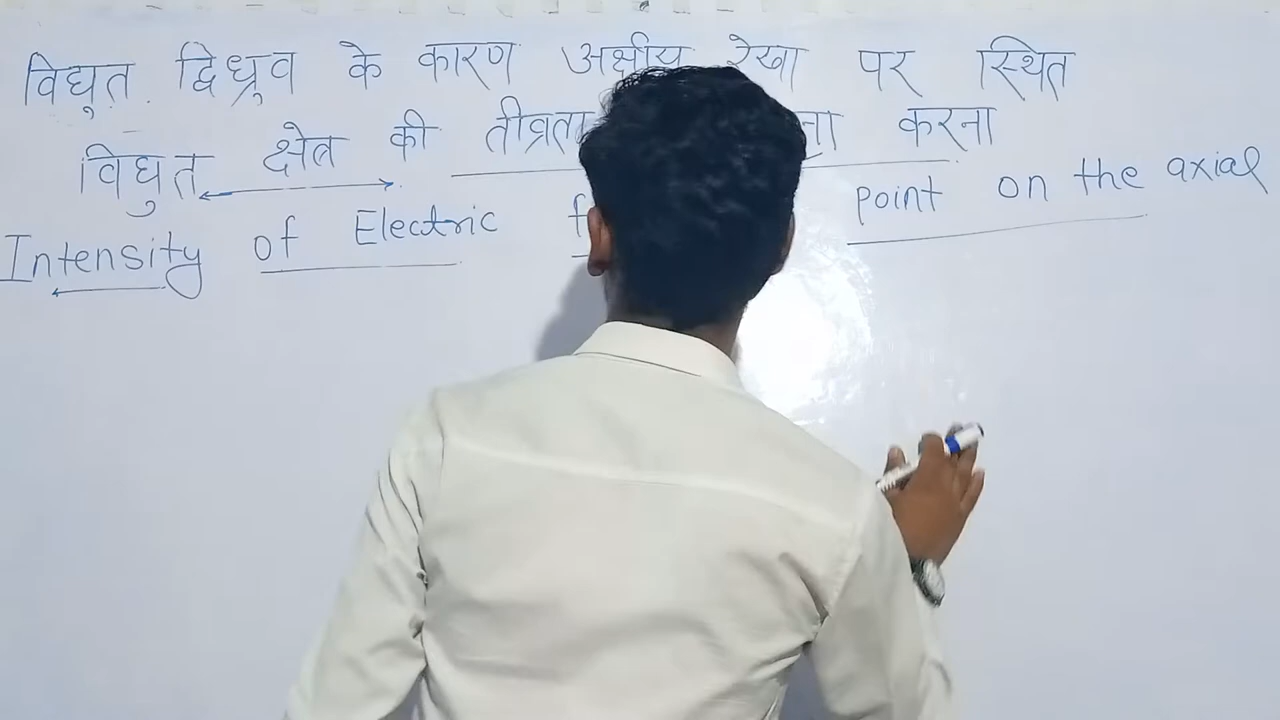 विद्युत द्विध्रुव के कारण अक्षीय रेखा पर स्थित
विद्युत क्षेत्र की तीव्रता करना
Intensity of Electric point on the axial